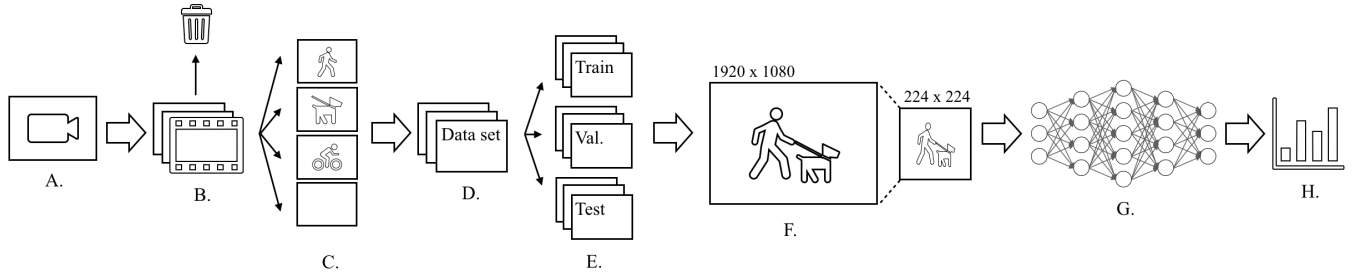 A.
B.
C.
Data set
D.
Train
Val.
Test
E.
1920 x 1080
224 x 224
F.
G.
H.